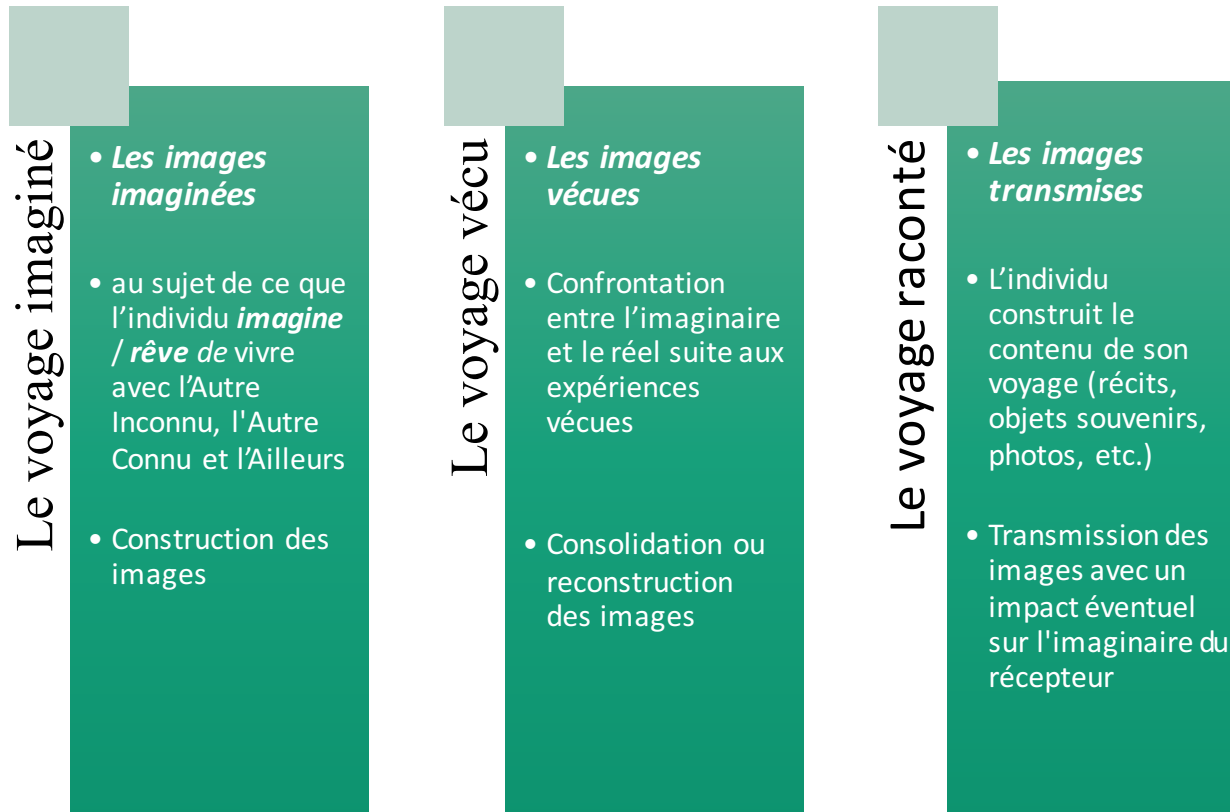 Le voyage imaginé
• Les images
imaginées
• au sujet de ce que
l’individu imagine
/ rêve de vivre
avec l’Autre
Inconnu, l'Autre
Connu et l’Ailleurs
• Construction des
images
Le voyage vécu
• Les images
vécues
• Confrontation
entre l’imaginaire
et le réel suite aux
expériences
vécues
• Consolidation ou
reconstruction
des images
Le voyage raconté
• Les images
transmises
• L’individu
construit le
contenu de son
voyage (récits,
objets souvenirs,
photos, etc.)
• Transmission des
images avec un
impact éventuel
sur l'imaginaire du
récepteur